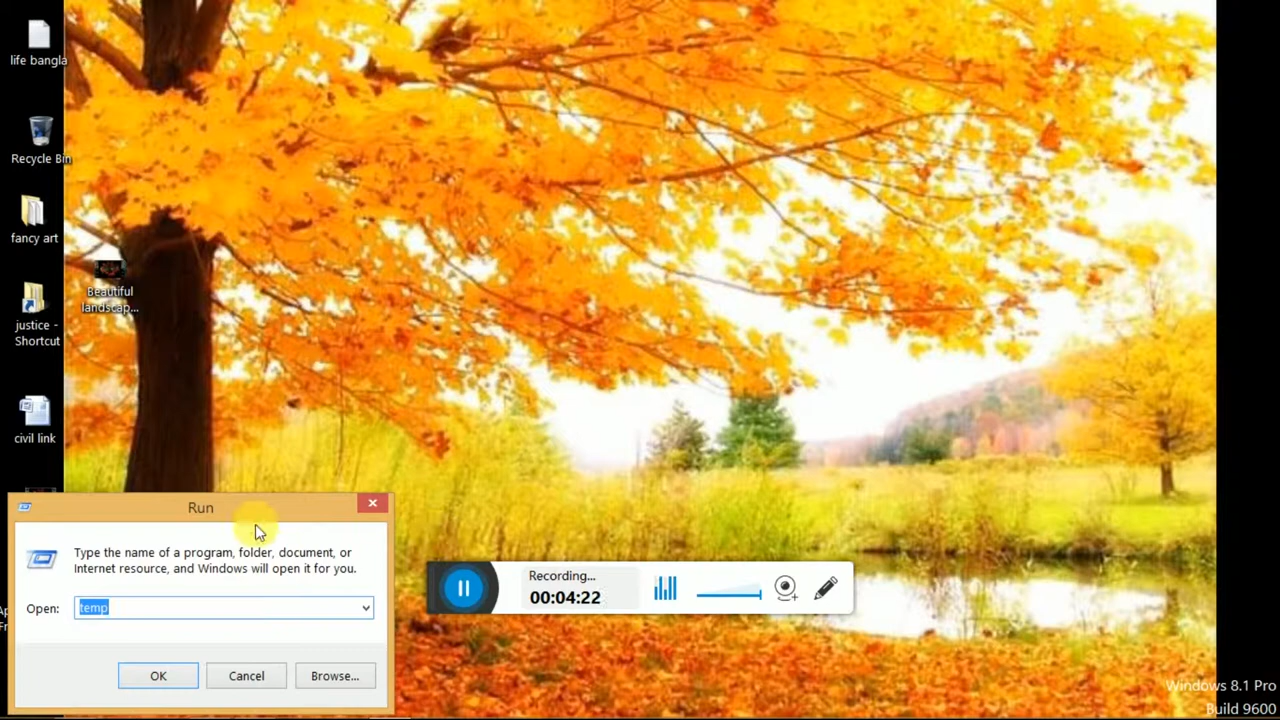 life bangla
Recycle Bin
fancy art
Beautiful
landscap...
justice -
Shortcut
civil link
Run
Type the name of a program, folder, document, or
Internet resource, and Windows will open it for you.
Open:
temp
OK
Cancel
Browse...
Recording...
00:04:22
Windows 8.1 Pro
Build 9600